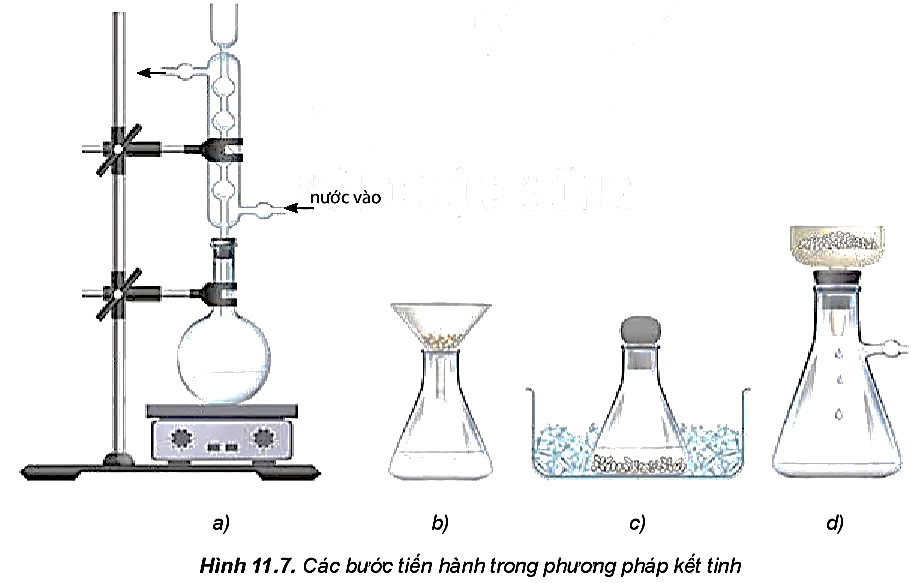 nước vào
a)
b)
c)
d)
Hình 11.7. Các bước tiến hành trong phương pháp kết tinh